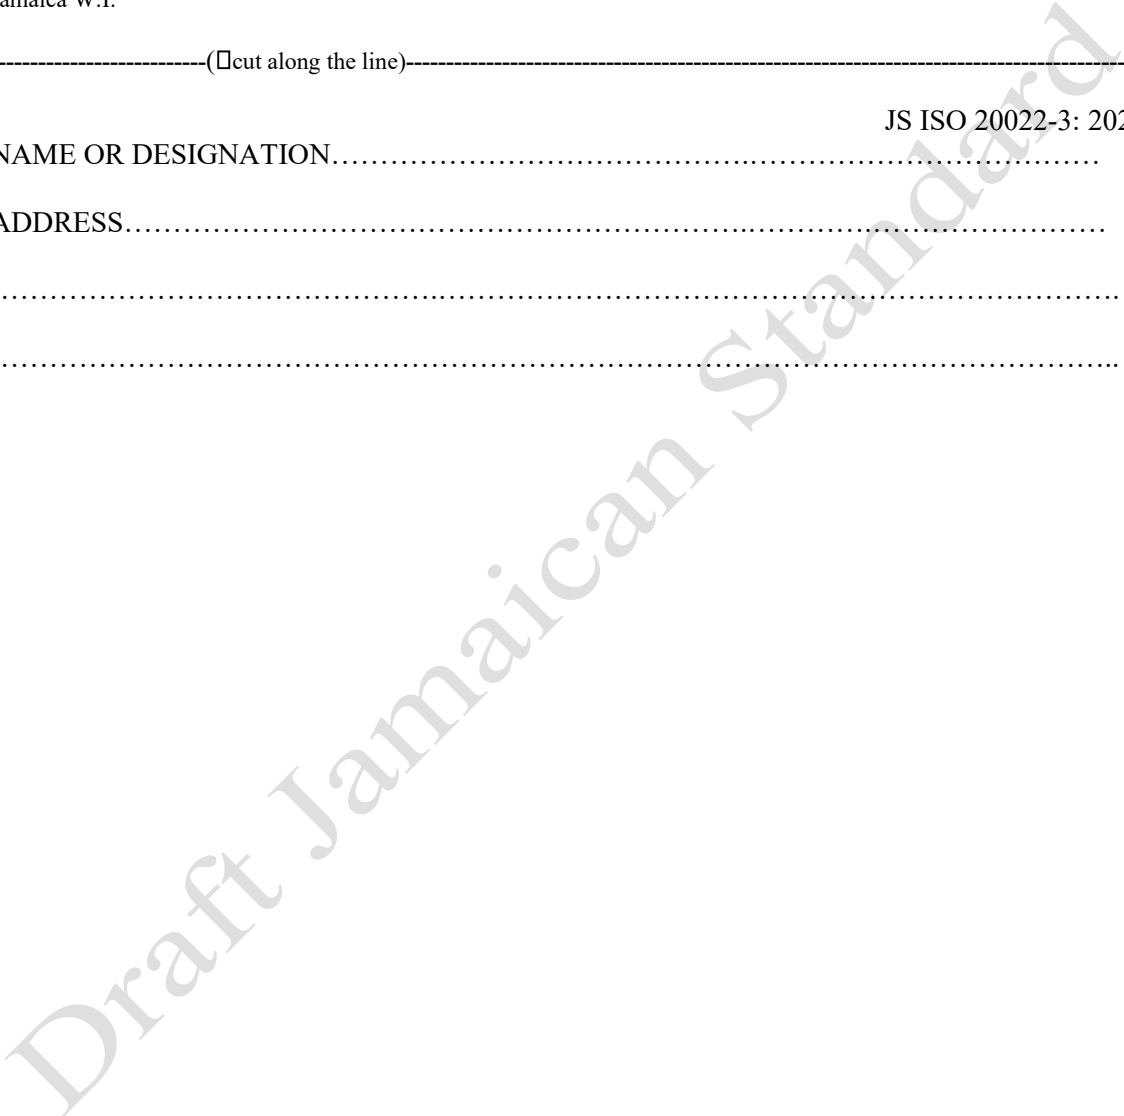 amaica W.I.
--------------------------(▯cut along the line)------------------------------------------------------------------------------------------
JS ISO 20022-3: 202
NAME OR DESIGNATION…………………………………….……………………………
ADDRESS……………………………………………………….………………………………
……………………………………….…………………………………………………………….
……………………………………………………………………………………………………..
Draft Jamaican Standard